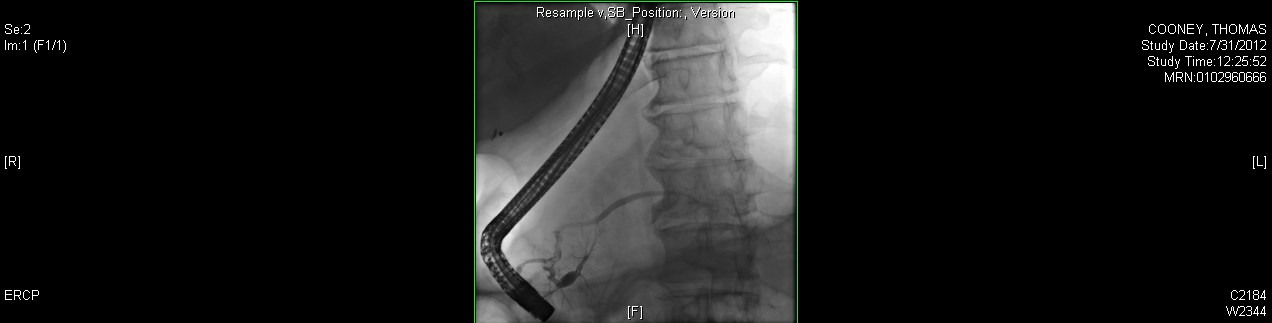 Resample v,SB_Position: , Version
[H]
Se:2
Im:1 (F1/1)
COONEY, THOMAS
Study Date:7/31/2012
Study Time:12:25:52
MRN:0102960666
[R]
[L]
ERCP
[F]
C2184
W2344